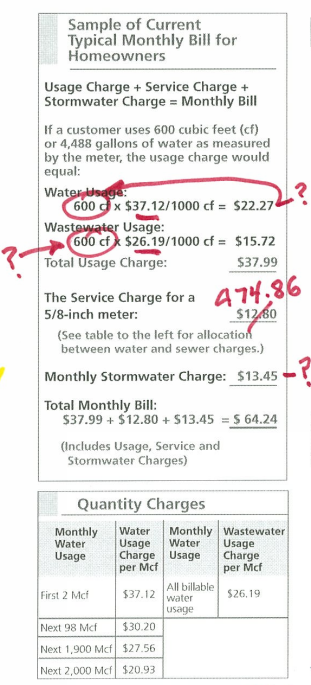 Sample of Current
Typical Monthly Bill for
Homeowners
Usage Charge + Service Charge +
Stormwater Charge = Monthly Bill
If a customer uses 600 cubic feet (cf)
or 4,488 gallons of water as measured
by the meter, the usage charge would
equal:
Water Usage:
600 cf x $37.12/1000 cf = $22.27 ?
Wastewater Usage:
? 600 cf x $26.19/1000 cf = $15.72
Total Usage Charge: $37.99
474.86
The Service Charge for a
5/8-inch meter: $12.80
(See table to the left for allocation
between water and sewer charges.)
Monthly Stormwater Charge: $13.45 - ?
Total Monthly Bill:
$37.99 + $12.80 + $13.45 = $ 64.24
(Includes Usage, Service and
Stormwater Charges)
Quantity Charges
Monthly Water Usage Water Usage Charge per Mcf Monthly Water Usage Wastewater Usage Charge per Mcf
First 2 Mcf $37.12 All billable water usage $26.19
Next 98 Mcf $30.20
Next 1,900 Mcf $27.56
Next 2,000 Mcf $20.93